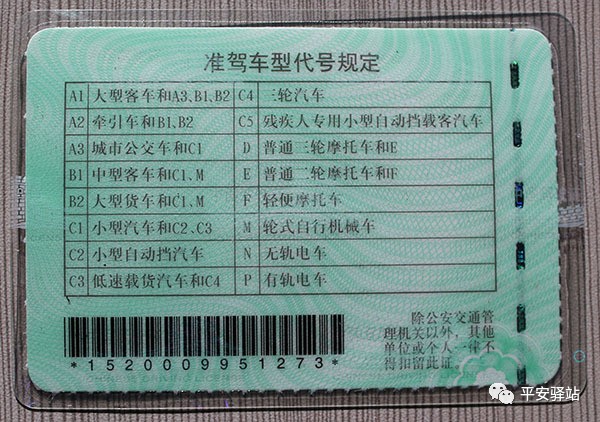 准驾车型代号规定
A1 大型客车和A3、B1、B2 C4 三轮汽车
A2 牵引车和B1、B2 C5 残疾人专用小型自动挡载客汽车
A3 城市公交车和C1 D 普通三轮摩托车和E
B1 中型客车和C1、M E 普通二轮摩托车和F
B2 大型货车和C1、M F 轻便摩托车
C1 小型汽车和C2、C3 M 轮式自行机械车
C2 小型自动挡汽车 N 无轨电车
C3 低速载货汽车和C4 P 有轨电车
除公安交通管
理机关以外，其他
单位或个人一律不
得扣留此证。
*1520009951273*
平安驿站